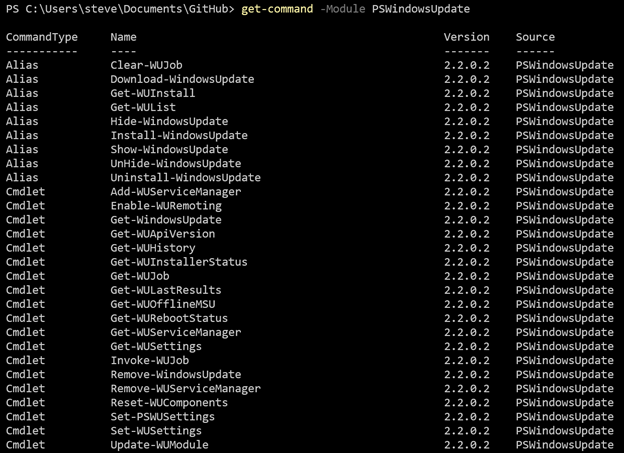 PS C:\Users\steve\Documents\GitHub> get-command -Module PSWindowsUpdate
CommandType Name Version Source
----------- ---- ------- ------
Alias Clear-WUJob 2.2.0.2 PSWindowsUpdate
Alias Download-WindowsUpdate 2.2.0.2 PSWindowsUpdate
Alias Get-WUInstall 2.2.0.2 PSWindowsUpdate
Alias Get-WUList 2.2.0.2 PSWindowsUpdate
Alias Hide-WindowsUpdate 2.2.0.2 PSWindowsUpdate
Alias Install-WindowsUpdate 2.2.0.2 PSWindowsUpdate
Alias Show-WindowsUpdate 2.2.0.2 PSWindowsUpdate
Alias UnHide-WindowsUpdate 2.2.0.2 PSWindowsUpdate
Alias Uninstall-WindowsUpdate 2.2.0.2 PSWindowsUpdate
Cmdlet Add-WUServiceManager 2.2.0.2 PSWindowsUpdate
Cmdlet Enable-WURemoting 2.2.0.2 PSWindowsUpdate
Cmdlet Get-WindowsUpdate 2.2.0.2 PSWindowsUpdate
Cmdlet Get-WUApiVersion 2.2.0.2 PSWindowsUpdate
Cmdlet Get-WUHistory 2.2.0.2 PSWindowsUpdate
Cmdlet Get-WUInstallerStatus 2.2.0.2 PSWindowsUpdate
Cmdlet Get-WUJob 2.2.0.2 PSWindowsUpdate
Cmdlet Get-WULastResults 2.2.0.2 PSWindowsUpdate
Cmdlet Get-WUOfflineMSU 2.2.0.2 PSWindowsUpdate
Cmdlet Get-WURebootStatus 2.2.0.2 PSWindowsUpdate
Cmdlet Get-WUServiceManager 2.2.0.2 PSWindowsUpdate
Cmdlet Get-WUSettings 2.2.0.2 PSWindowsUpdate
Cmdlet Invoke-WUJob 2.2.0.2 PSWindowsUpdate
Cmdlet Remove-WindowsUpdate 2.2.0.2 PSWindowsUpdate
Cmdlet Remove-WUServiceManager 2.2.0.2 PSWindowsUpdate
Cmdlet Reset-WUComponents 2.2.0.2 PSWindowsUpdate
Cmdlet Set-PSWUSettings 2.2.0.2 PSWindowsUpdate
Cmdlet Set-WUSettings 2.2.0.2 PSWindowsUpdate
Cmdlet Update-WUModule 2.2.0.2 PSWindowsUpdate